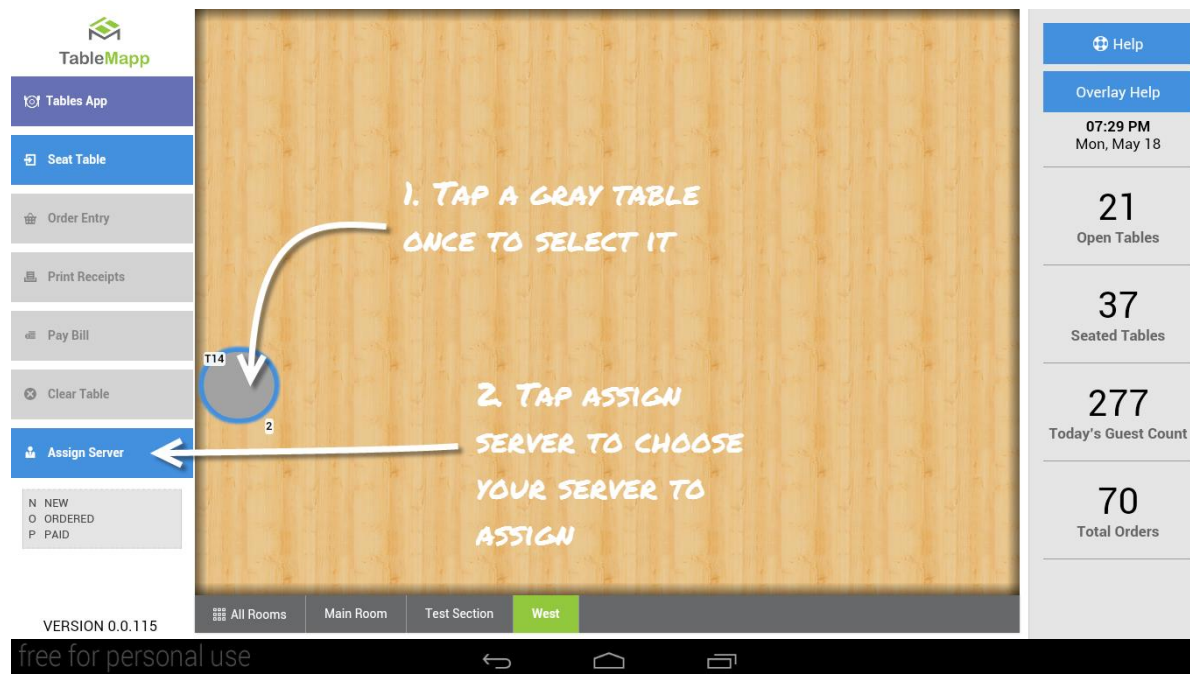 TableMapp
Tables App
Seat Table
Order Entry
Print Receipts
Pay Bill
Clear Table
Assign Server
N NEW
O ORDERED
P PAID
VERSION 0.0.115
1. TAP A GRAY TABLE
ONCE TO SELECT IT
T14
2
2. TAP ASSIGN
SERVER TO CHOOSE
YOUR SERVER TO
ASSIGN
All Rooms
Main Room
Test Section
West
Help
Overlay Help
07:29 PM
Mon, May 18
21
Open Tables
37
Seated Tables
277
Today's Guest Count
70
Total Orders
free for personal use